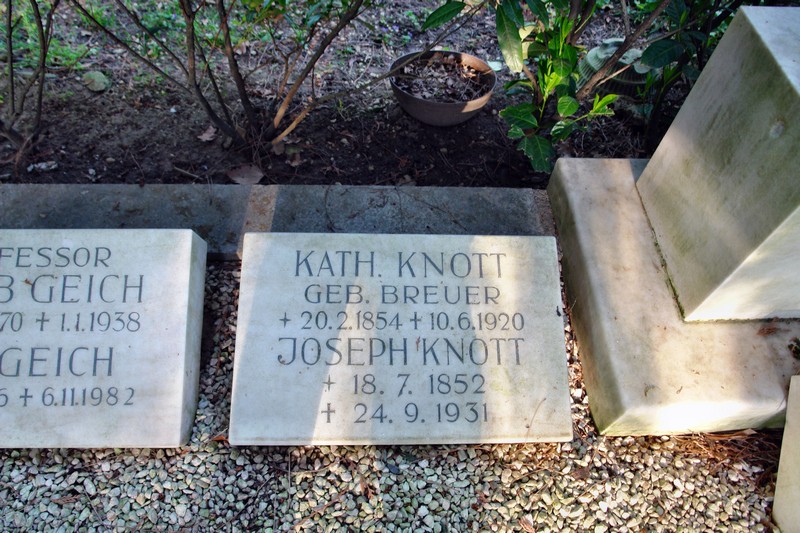 FESSOR
B GEICH
70 + 1.1.1938
GEICH
6 + 6.11.1982
KATH. KNOTT
GEB. BREUER
+ 20.2.1854 + 10.6.1920
JOSEPH KNOTT
+ 18. 7. 1852
+ 24. 9. 1931